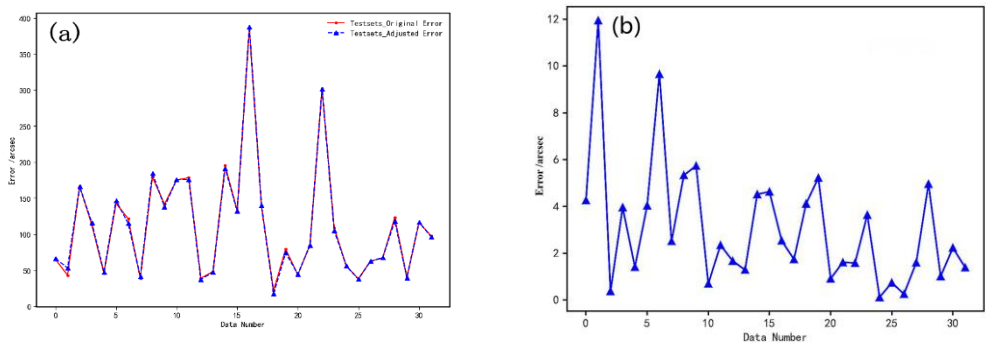 (a)
Testsets_Original Error
Testsets_Adjusted Error
400
350
300
250
200
150
100
50
0
Error /arcsec
0 5 10 15 20 25 30
Data Number
(b)
12
10
8
6
4
2
0
Error/arcsec
0 5 10 15 20 25 30
Data Number